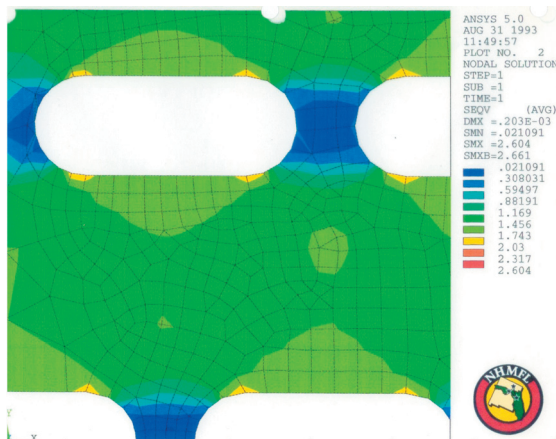 ANSYS 5.0
AUG 31 1993
11:49:57
PLOT NO. 2
NODAL SOLUTION
STEP=1
SUB =1
TIME=1
SEQV (AVG)
DMX =.203E-03
SMN =.021091
SMX =2.604
SMXB=2.661
.021091
.308031
.59497
.88191
1.169
1.456
1.743
2.03
2.317
2.604
NHMFL
Y
X